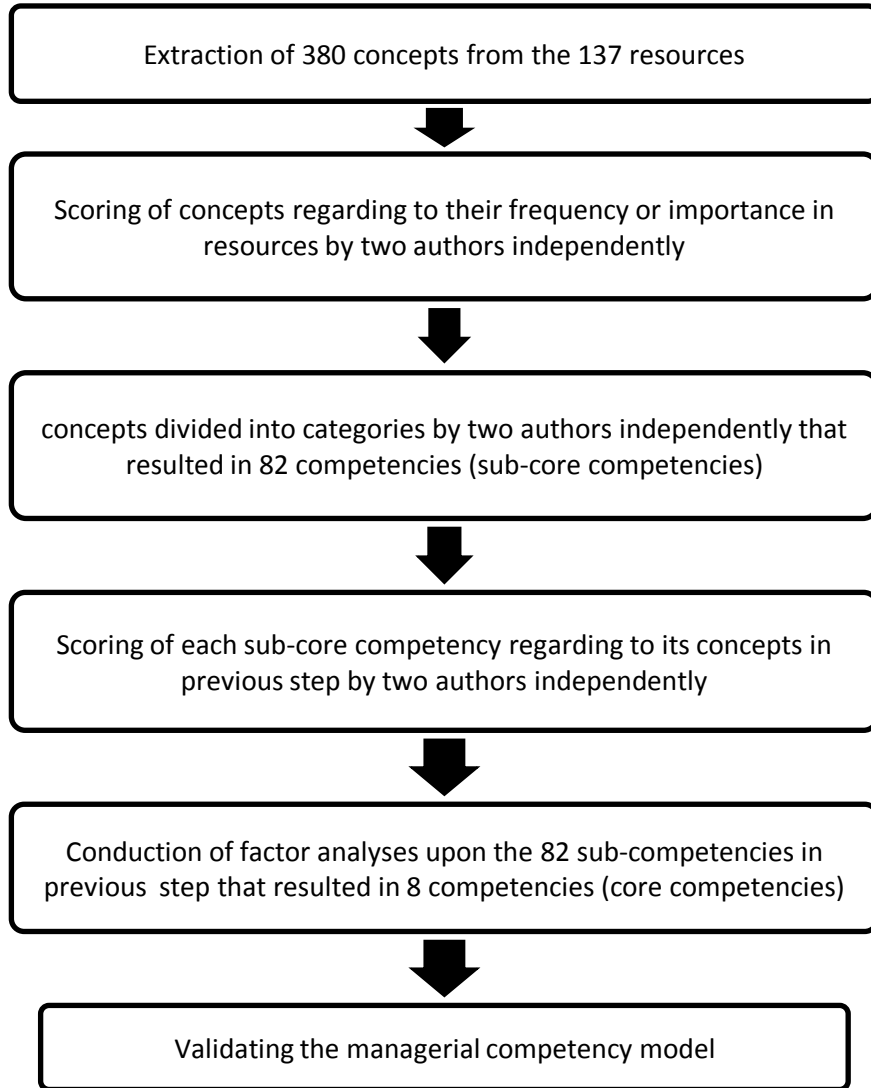 Extraction of 380 concepts from the 137 resources
Scoring of concepts regarding to their frequency or importance in
resources by two authors independently
concepts divided into categories by two authors independently that
resulted in 82 competencies (sub-core competencies)
Scoring of each sub-core competency regarding to its concepts in
previous step by two authors independently
Conduction of factor analyses upon the 82 sub-competencies in
previous step that resulted in 8 competencies (core competencies)
Validating the managerial competency model